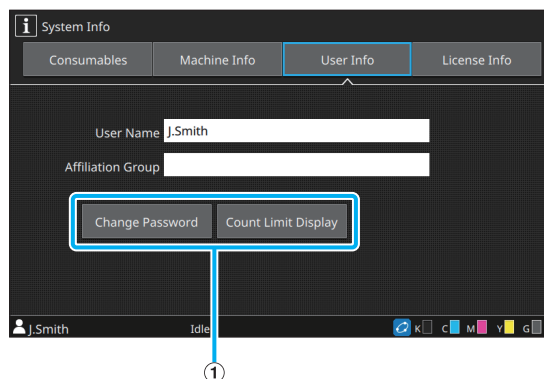 i System Info
Consumables Machine Info User Info License Info
User Name J.Smith
Affiliation Group
Change Password Count Limit Display
J.Smith Idle K C M Y G
1